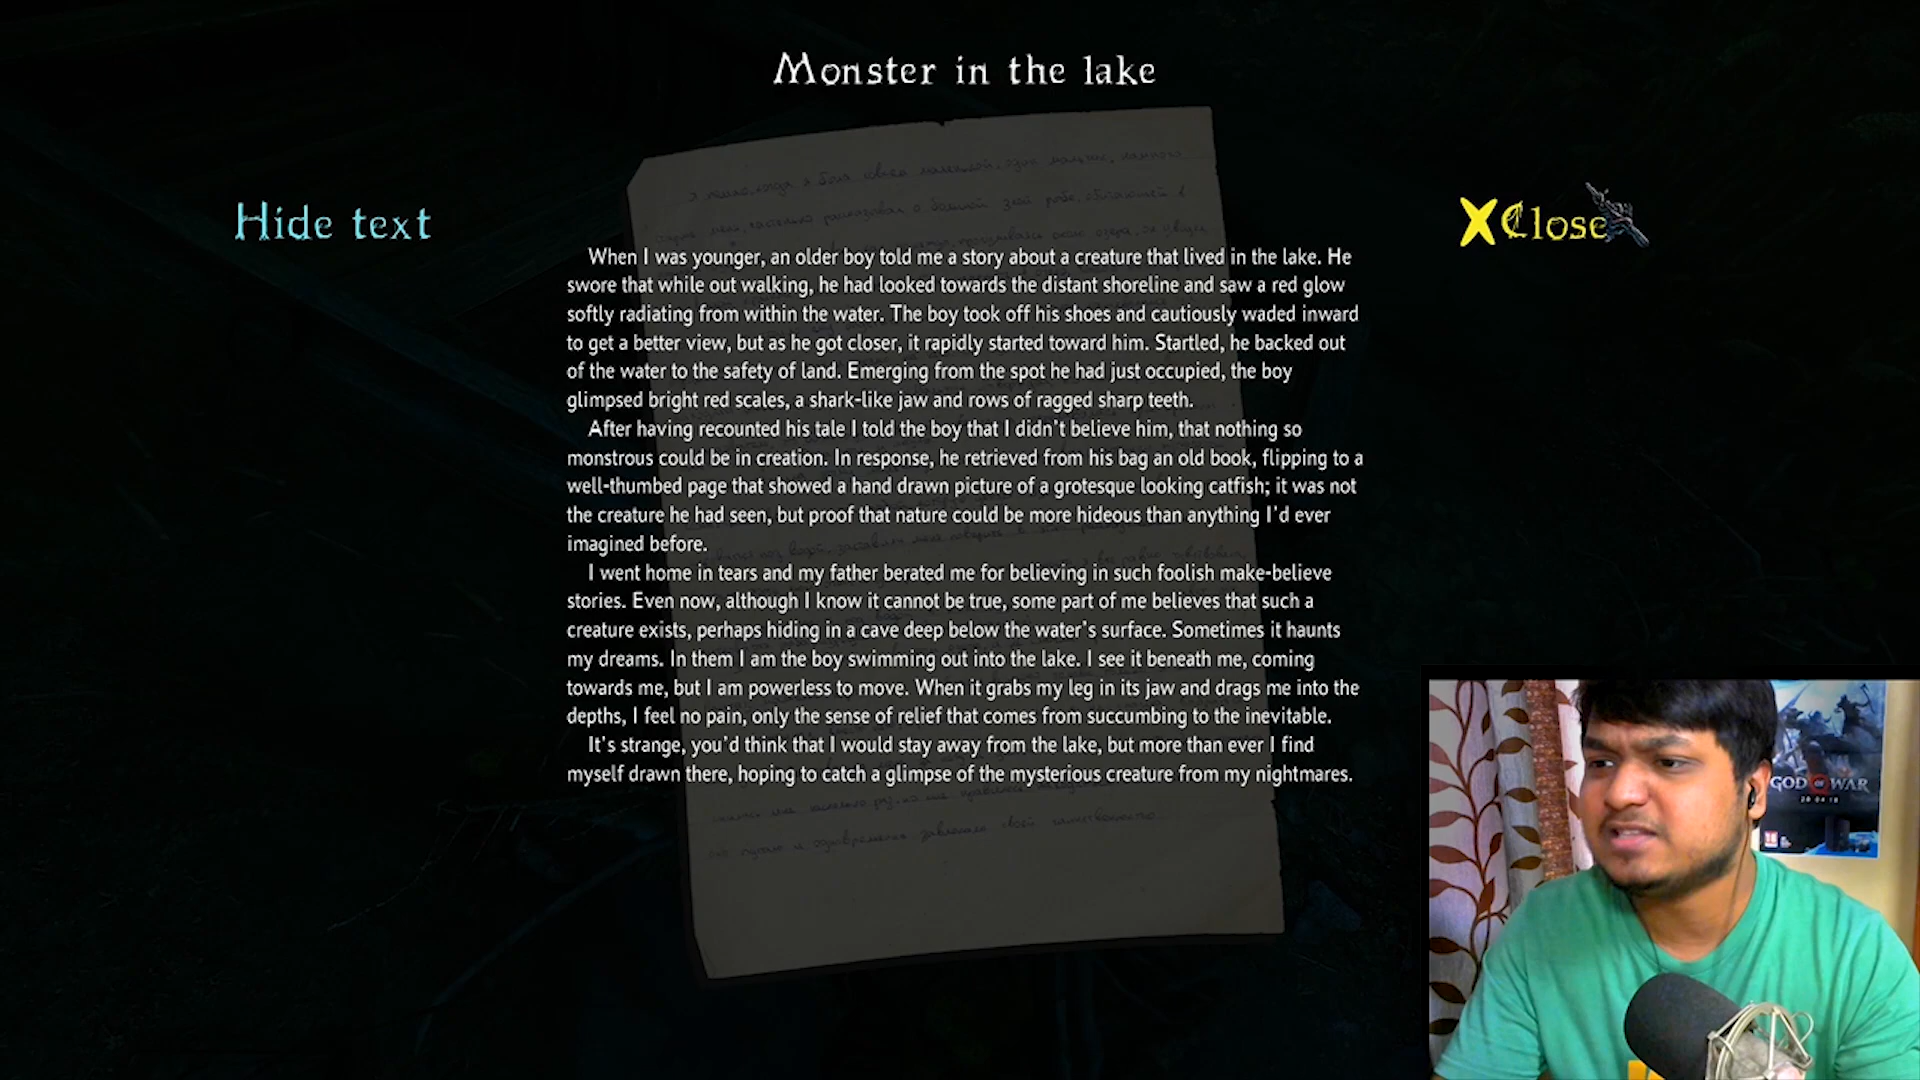 Monster in the lake
Hide text
X Close
When I was younger, an older boy told me a story about a creature that lived in the lake. He
swore that while out walking, he had looked towards the distant shoreline and saw a red glow
softly radiating from within the water. The boy took off his shoes and cautiously waded inward
to get a better view, but as he got closer, it rapidly started toward him. Startled, he backed out
of the water to the safety of land. Emerging from the spot he had just occupied, the boy
glimpsed bright red scales, a shark-like jaw and rows of ragged sharp teeth.
After having recounted his tale I told the boy that I didn't believe him, that nothing so
monstrous could be in creation. In response, he retrieved from his bag an old book, flipping to a
well-thumbed page that showed a hand drawn picture of a grotesque looking catfish; it was not
the creature he had seen, but proof that nature could be more hideous than anything I'd ever
imagined before.
I went home in tears and my father berated me for believing in such foolish make-believe
stories. Even now, although I know it cannot be true, some part of me believes that such a
creature exists, perhaps hiding in a cave deep below the water's surface. Sometimes it haunts
my dreams. In them I am the boy swimming out into the lake. I see it beneath me, coming
towards me, but I am powerless to move. When it grabs my leg in its jaw and drags me into the
depths, I feel no pain, only the sense of relief that comes from succumbing to the inevitable.
It's strange, you'd think that I would stay away from the lake, but more than ever I find
myself drawn there, hoping to catch a glimpse of the mysterious creature from my nightmares.
GOD OF WAR
20 04 18
18